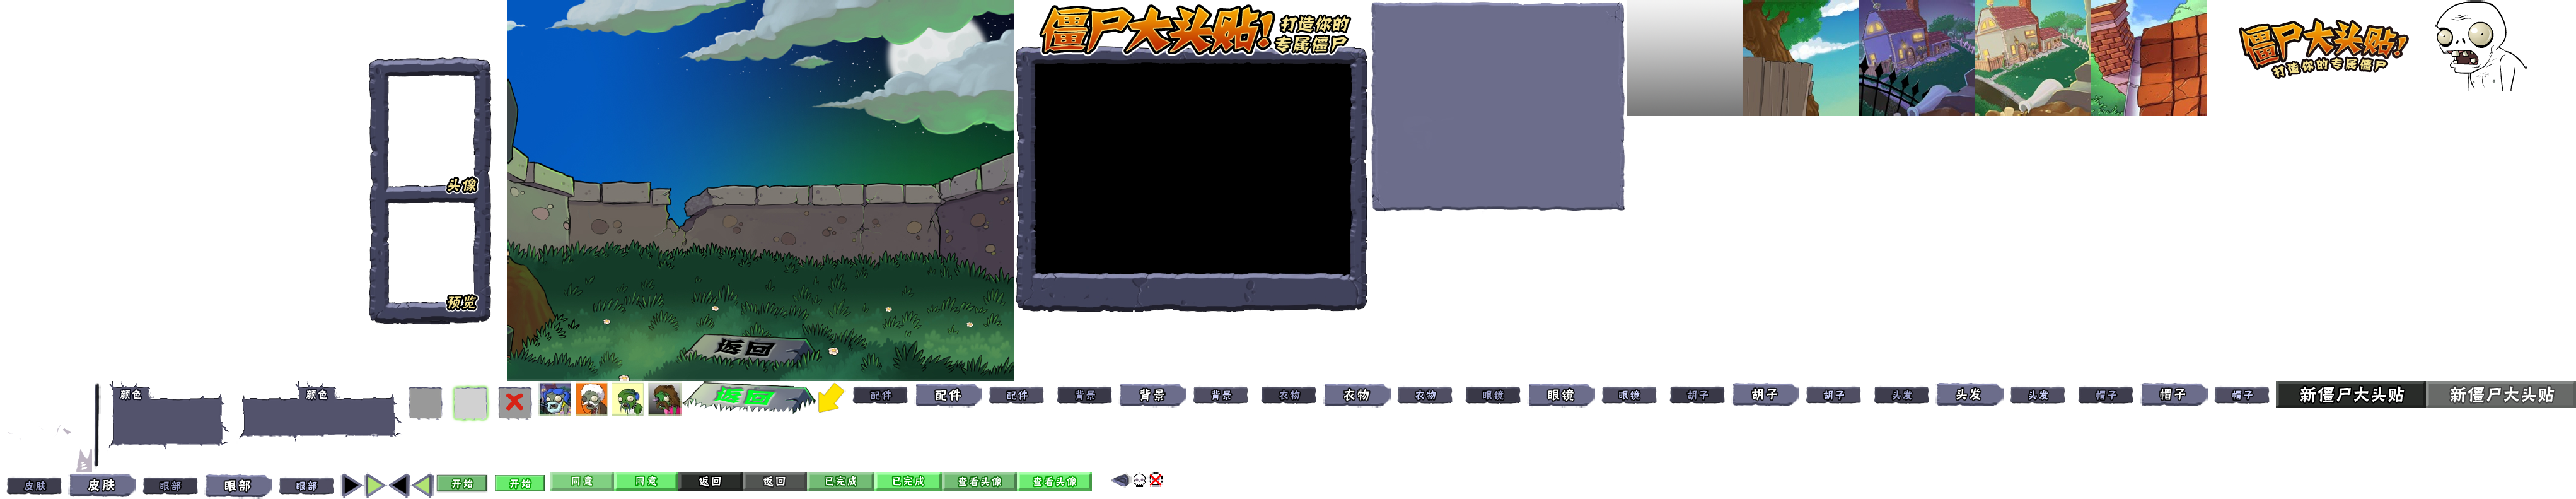 僵尸大头贴!
打造你的
专属僵尸
僵尸大头贴!
打造你的专属僵尸
头像
预览
返回
颜色
颜色
返回
配件
配件
配件
背景
背景
背景
衣物
衣物
衣物
眼镜
眼镜
眼镜
胡子
胡子
胡子
头发
头发
头发
帽子
帽子
帽子
新僵尸大头贴
新僵尸大头贴
皮肤
皮肤
眼部
眼部
眼部
开始
开始
同意
同意
返回
返回
已完成
已完成
查看头像
查看头像